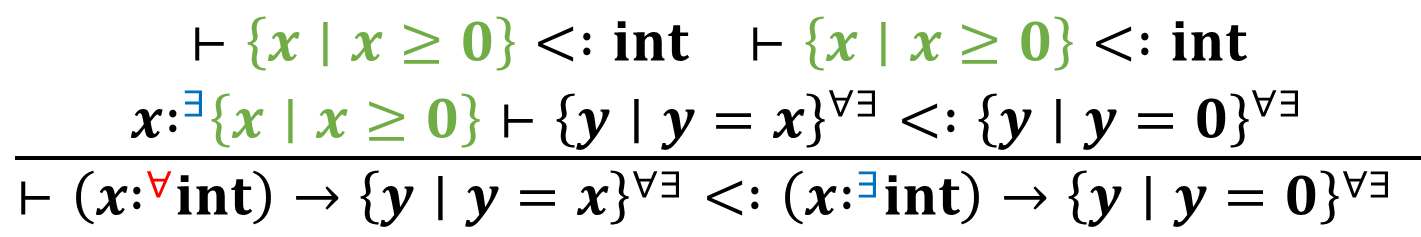 ⊢ {x | x ≥ 0} <: int ⊢ {x | x ≥ 0} <: int
x:∃{x | x ≥ 0} ⊢ {y | y = x}∀∃ <: {y | y = 0}∀∃
⊢ (x:∀int) → {y | y = x}∀∃ <: (x:∃int) → {y | y = 0}∀∃